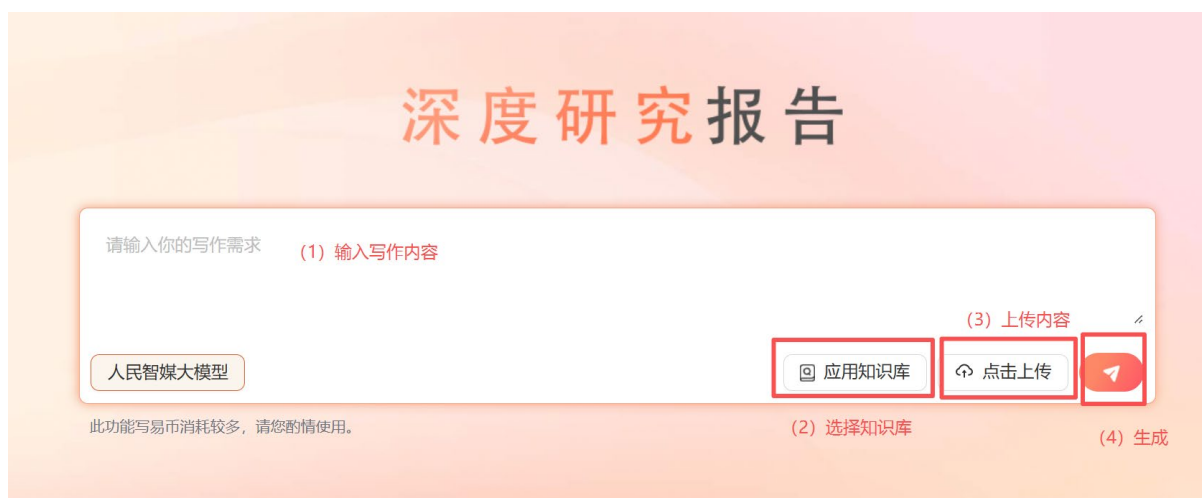 深度研究报告
请输入你的写作需求
(1) 输入写作内容
(3) 上传内容
人民智媒大模型
应用知识库
点击上传
此功能写易币消耗较多，请您酌情使用。
(2) 选择知识库
(4) 生成